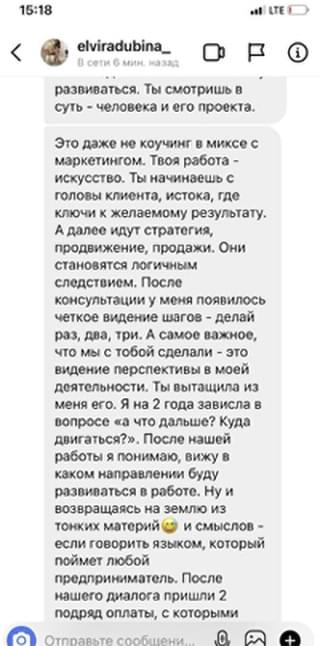 15:18
LTE
elviradubina_
В сети 6 мин. назад
развиваться. Ты смотришь в
суть - человека и его проекта.
Это даже не коучинг в миксе с
маркетингом. Твоя работа -
искусство. Ты начинаешь с
головы клиента, истока, где
ключи к желаемому результату.
А далее идут стратегия,
продвижение, продажи. Они
становятся логичным
следствием. После
консультации у меня появилось
четкое видение шагов - делай
раз, два, три. А самое важное,
что мы с тобой сделали - это
видение перспективы в моей
деятельности. Ты вытащила из
меня его. Я на 2 года зависла в
вопросе «а что дальше? Куда
двигаться?». После нашей
работы я понимаю, вижу в
каком направлении буду
развиваться в работе. Ну и
возвращаясь на землю из
тонких материй😅 и смыслов -
если говорить языком, который
поймет любой
предприниматель. После
нашего диалога пришли 2
подряд оплаты, с которыми
Отправьте сообщени...